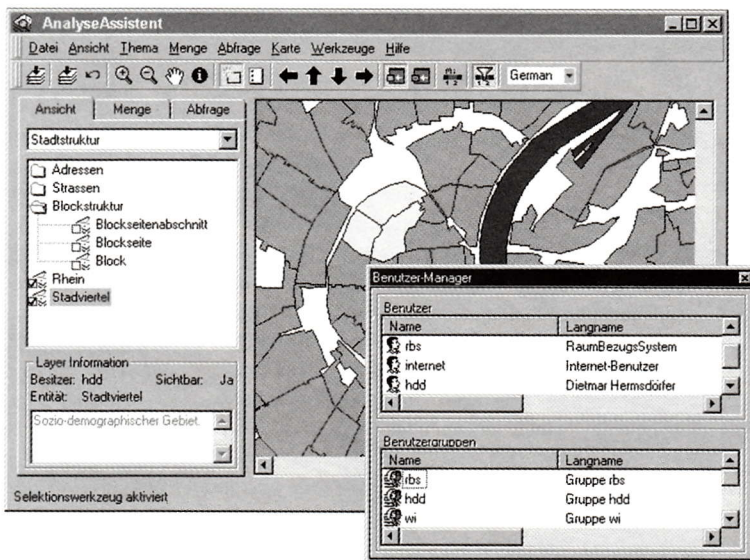 AnalyseAssistent
Datei Ansicht Thema Menge Abfrage Karte Werkzeuge Hilfe
German
Ansicht Menge Abfrage
Stadtstruktur
Adressen
Strassen
Blockstruktur
Blockseitenabschnitt
Blockseite
Block
Rhein
Stadviertel
Layer Information
Besitzer: hdd Sichtbar: Ja
Entität: Stadtviertel
Sozio-demographischer Gebiet.
Selektionswerkzeug aktiviert
Benutzer-Manager
Benutzer
Name Langname
rbs RaumBezugsSystem
internet Internet-Benutzer
hdd Dietmar Hermsdörfer
Benutzergruppen
Name Langname
rbs Gruppe rbs
hdd Gruppe hdd
wi Gruppe wi